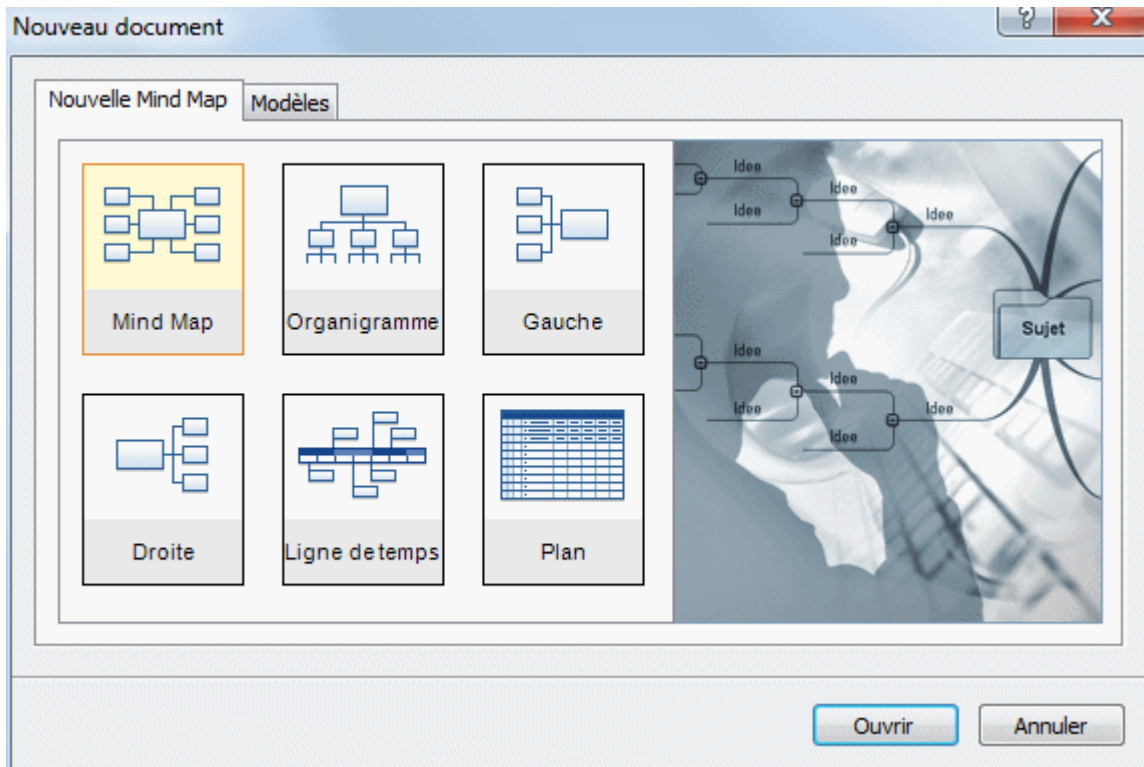 Nouveau document
Nouvelle Mind Map
Modèles
Mind Map
Organigramme
Gauche
Droite
Ligne de temps
Plan
Idee
Idee
Idee
Idee
Idee
Idee
Sujet
Idee
Idee
Idee
Idee
Idee
Ouvrir
Annuler